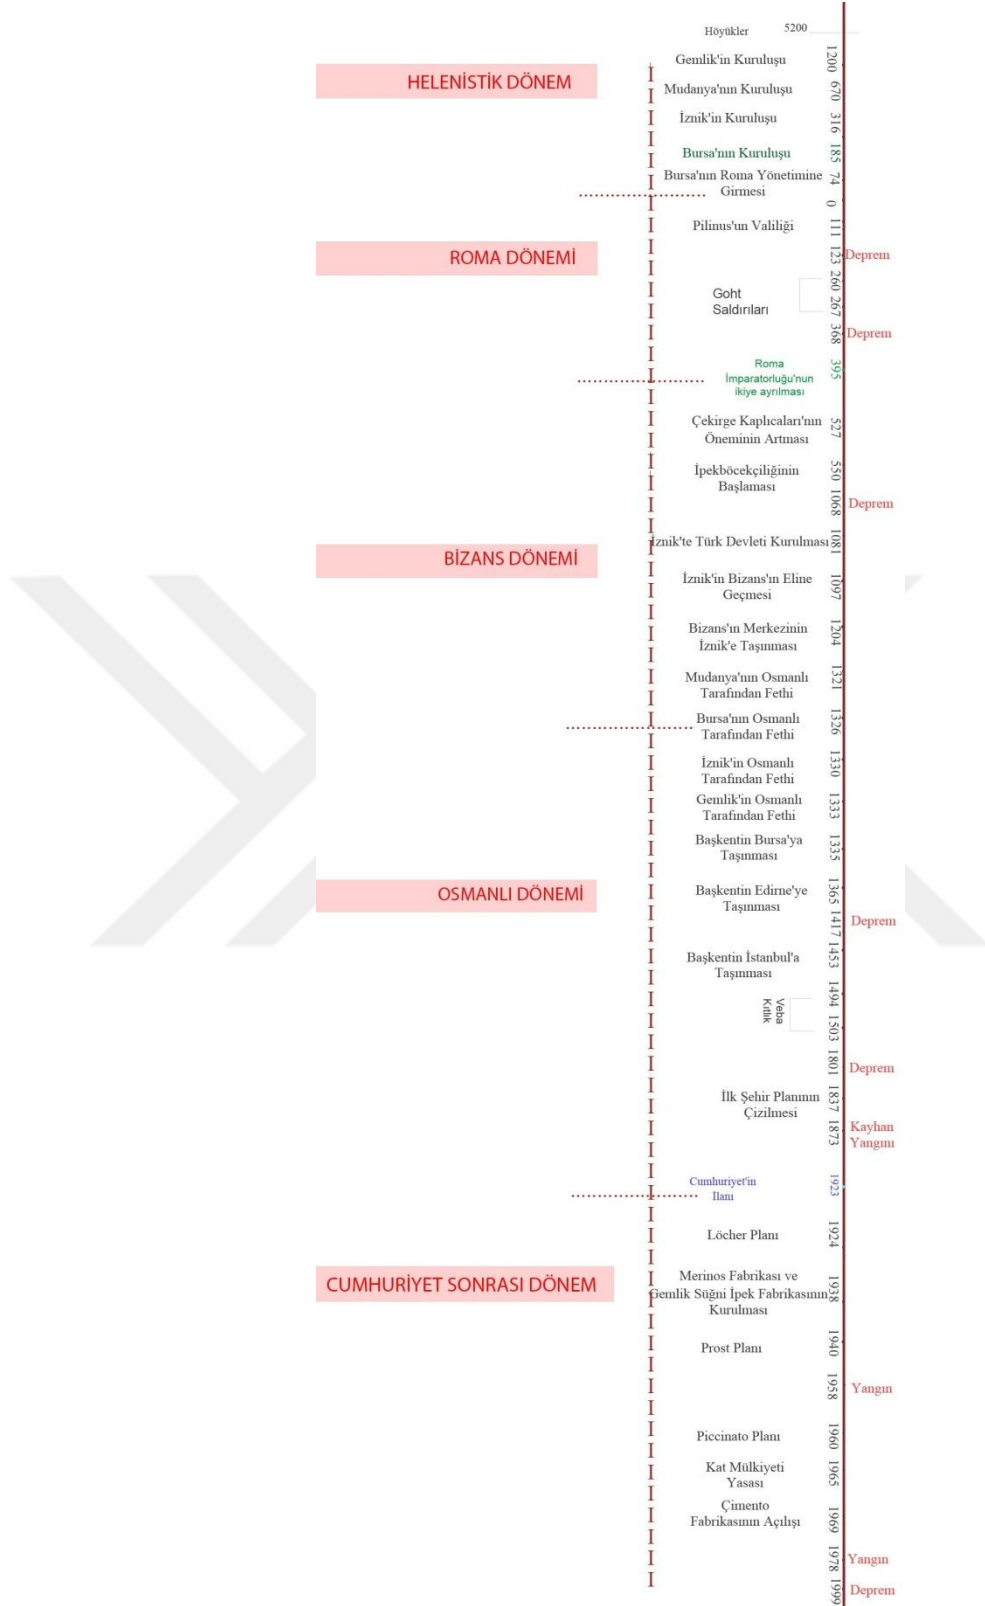 Höyükler 5200
Gemlik'in Kuruluşu 1200
HELENİSTİK DÖNEM
Mudanya'nın Kuruluşu 670
İznik'in Kuruluşu 316
Bursa'nın Kuruluşu 185
Bursa'nın Roma Yönetimine 74
Girmesi
0
Pilinus'un Valiliği 111
ROMA DÖNEMİ
123 Deprem
260
Goht
Saldırıları
267
368 Deprem
Roma
İmparatorluğu'nun
ikiye ayrılması
395
Çekirge Kaplıcaları'nın
Öneminin Artması
527
İpekböcekçiliğinin
Başlaması
550
1068 Deprem
İznik'te Türk Devleti Kurulması 1081
BİZANS DÖNEMİ
İznik'in Bizans'ın Eline
Geçmesi
1097
Bizans'ın Merkezinin
İznik'e Taşınması
1204
Mudanya'nın Osmanlı
Tarafından Fethi
1321
Bursa'nın Osmanlı
Tarafından Fethi
1326
İznik'in Osmanlı
Tarafından Fethi
1330
Gemlik'in Osmanlı
Tarafından Fethi
1333
Başkentin Bursa'ya
Taşınması
1335
OSMANLI DÖNEMİ
Başkentin Edirne'ye
Taşınması
1365
1417 Deprem
Başkentin İstanbul'a
Taşınması
1453
1494
Veba
Kıtlık
1503
1801 Deprem
İlk Şehir Planının
Çizilmesi
1837
1873 Kayhan
Yangını
Cumhuriyet'in
İlanı
1923
Löcher Planı 1924
CUMHURİYET SONRASI DÖNEM
Merinos Fabrikası ve
Gemlik Süğni İpek Fabrikasının
Kurulması
1938
Prost Planı 1940
1958 Yangın
Piccinato Planı 1960
Kat Mülkiyeti
Yasası
1965
Çimento
Fabrikasının Açılışı
1969
1978 Yangın
1999 Deprem